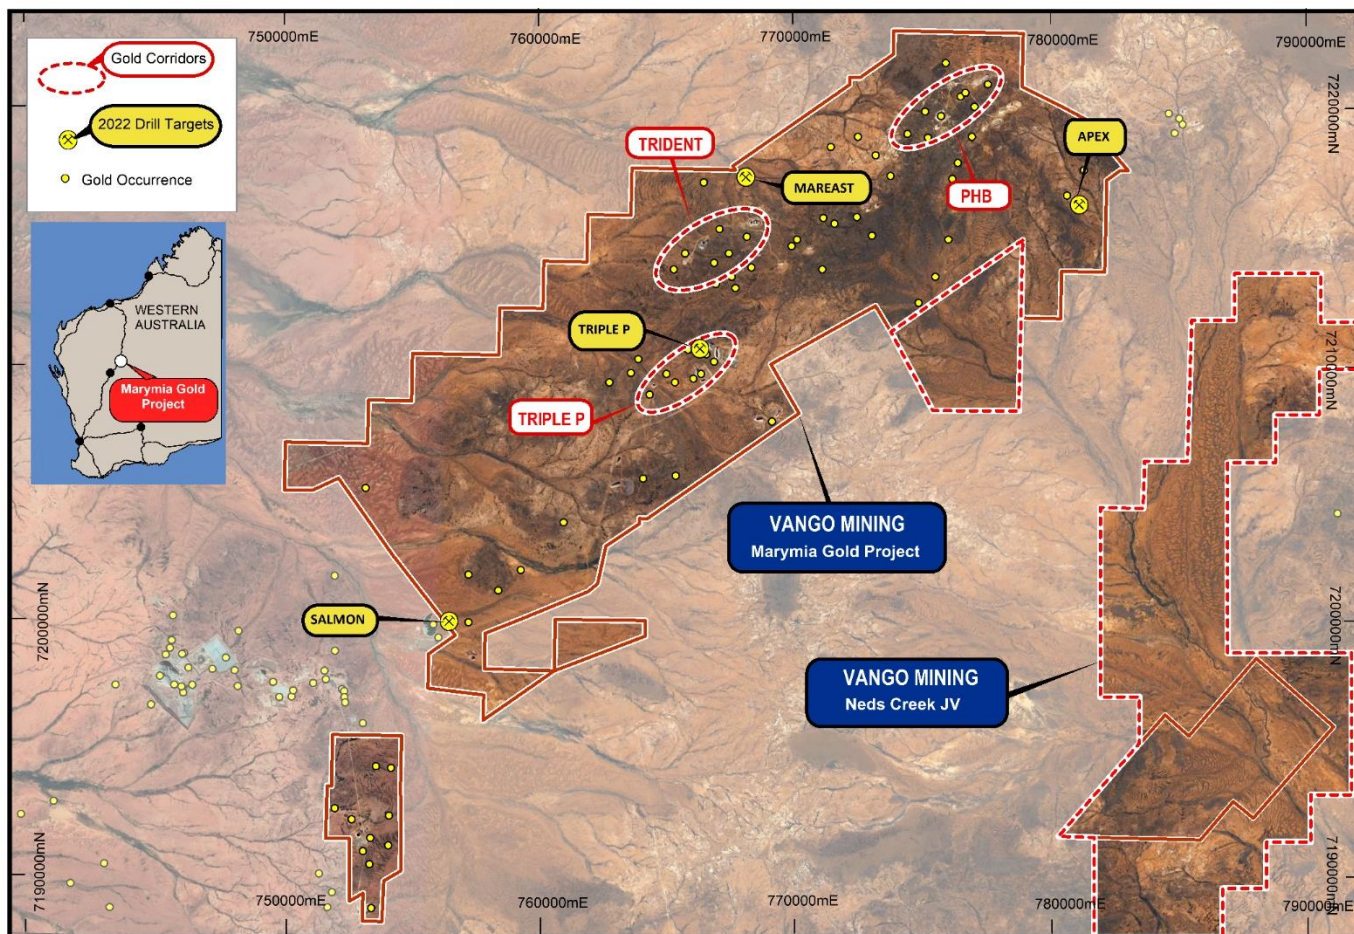 750000mE
760000mE
770000mE
780000mE
790000mE
Gold Corridors
2022 Drill Targets
Gold Occurrence
WESTERN
AUSTRALIA
Marymia Gold
Project
TRIDENT
MAREAST
PHB
APEX
TRIPLE P
TRIPLE P
SALMON
VANGO MINING
Marymia Gold Project
VANGO MINING
Neds Creek JV
7220000mN
7210000mN
7200000mN
7200000mN
7190000mN
7190000mN
750000mE
760000mE
770000mE
780000mE
790000mE